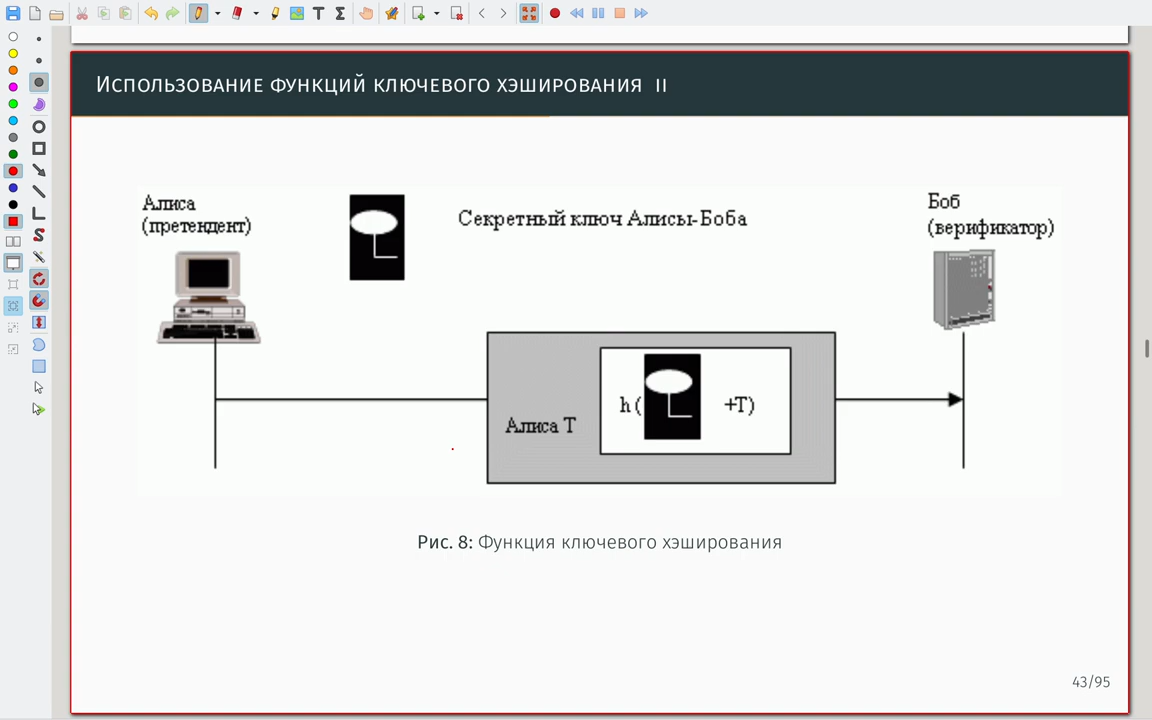 Использование функций ключевого хэширования II
Алиса
(претендент)
Секретный ключ Алисы-Боба
Боб
(верификатор)
Алиса T
h (
+T)
Рис. 8: Функция ключевого хэширования
43/95